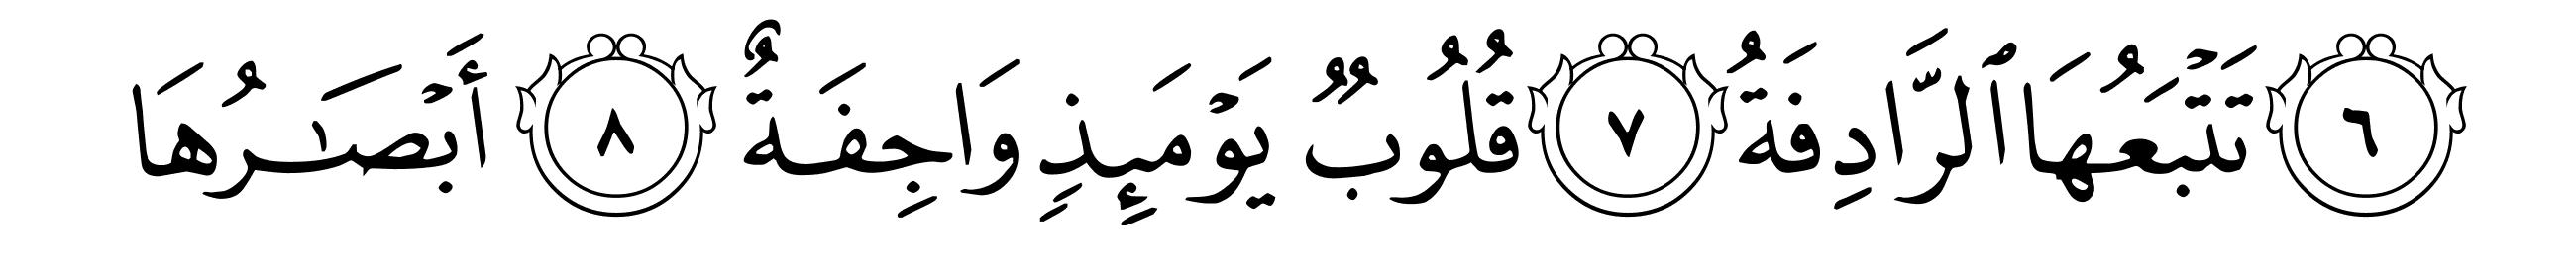 ٦ تَتْبَعُهَا ٱلرَّادِفَةُ ٧ قُلُوبٌ يَوْمَئِذٍ وَاجِفَةٌ ٨ أَبْصَـٰرُهَا